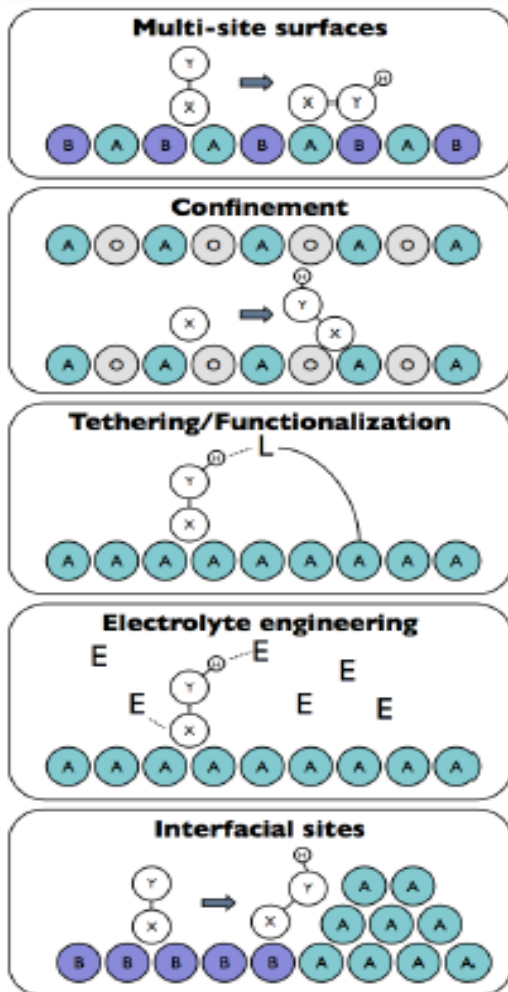 Multi-site surfaces
Y
H
X X Y
B A B A B A B A B
Confinement
A O A O A O A O A
H
Y
X X
A O A O A O A O A
Tethering/Functionalization
H L
Y
X
A A A A A A A A A
Electrolyte engineering
E H E
Y E
E X E E
A A A A A A A A A
Interfacial sites
H
Y Y A A
X X A A A
B B B B B A A A A